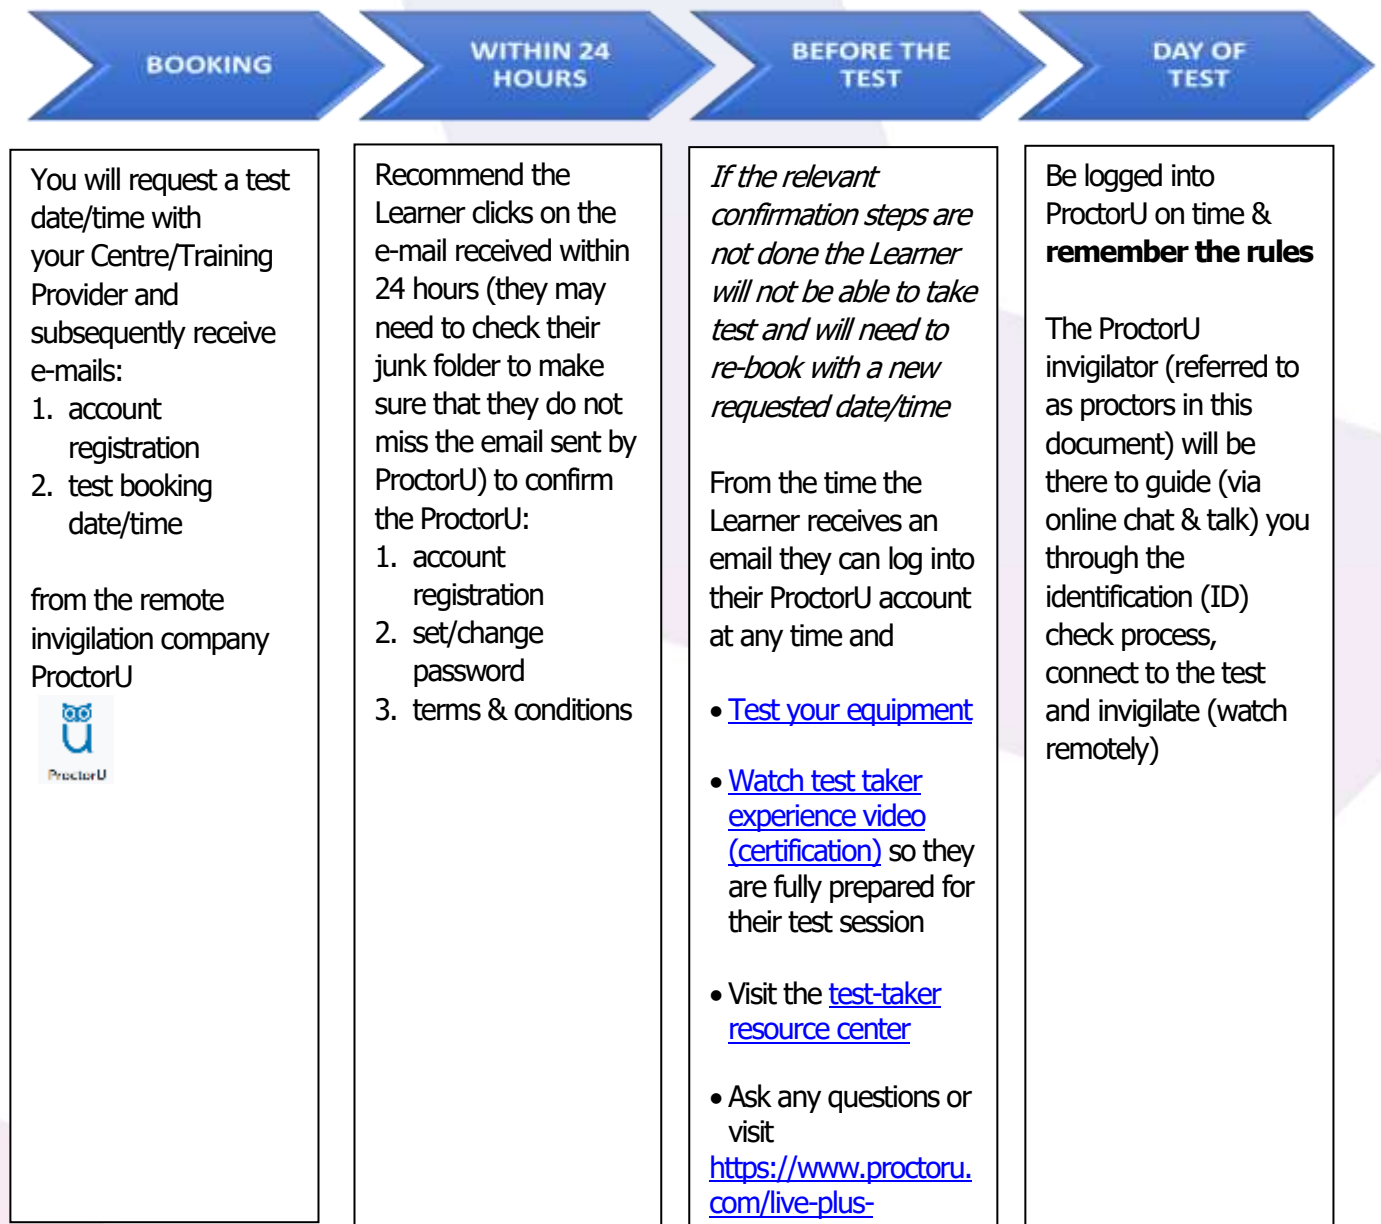 BOOKING
WITHIN 24
HOURS
BEFORE THE
TEST
DAY OF
TEST
You will request a test
date/time with
your Centre/Training
Provider and
subsequently receive
e-mails:
1. account
registration
2. test booking
date/time
from the remote
invigilation company
ProctorU
U
ProctorU
Recommend the
Learner clicks on the
e-mail received within
24 hours (they may
need to check their
junk folder to make
sure that they do not
miss the email sent by
ProctorU) to confirm
the ProctorU:
1. account
registration
2. set/change
password
3. terms & conditions
If the relevant
confirmation steps are
not done the Learner
will not be able to take
test and will need to
re-book with a new
requested date/time
From the time the
Learner receives an
email they can log into
their ProctorU account
at any time and
• Test your equipment
• Watch test taker
experience video
(certification) so they
are fully prepared for
their test session
• Visit the test-taker
resource center
• Ask any questions or
visit
https://www.proctoru.
com/live-plus-
Be logged into
ProctorU on time &
remember the rules
The ProctorU
invigilator (referred to
as proctors in this
document) will be
there to guide (via
online chat & talk) you
through the
identification (ID)
check process,
connect to the test
and invigilate (watch
remotely)